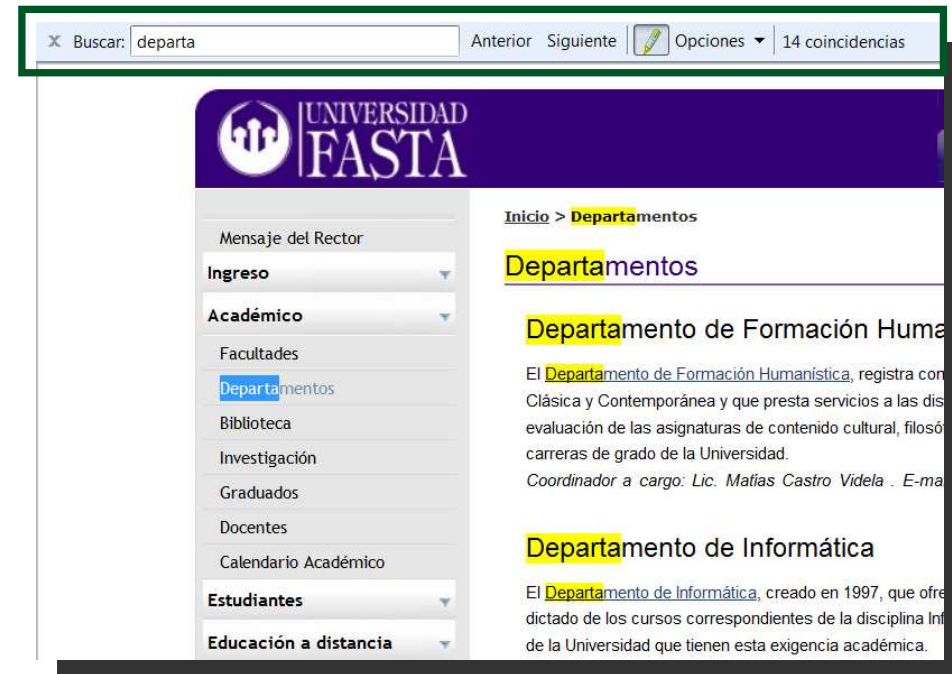 x Buscar: departa Anterior Siguiente Opciones 14 coincidencias
UNIVERSIDAD
FASTA
Mensaje del Rector
Ingreso
Académico
Facultades
Departamentos
Biblioteca
Investigación
Graduados
Docentes
Calendario Académico
Estudiantes
Educación a distancia
Inicio > Departamentos
Departamentos
Departamento de Formación Huma
El Departamento de Formación Humanística, registra con
Clásica y Contemporánea y que presta servicios a las dis
evaluación de las asignaturas de contenido cultural, filosó
carreras de grado de la Universidad.
Coordinador a cargo: Lic. Matías Castro Videla . E-ma
Departamento de Informática
El Departamento de Informática, creado en 1997, que ofre
dictado de los cursos correspondientes de la disciplina Inf
de la Universidad que tienen esta exigencia académica.